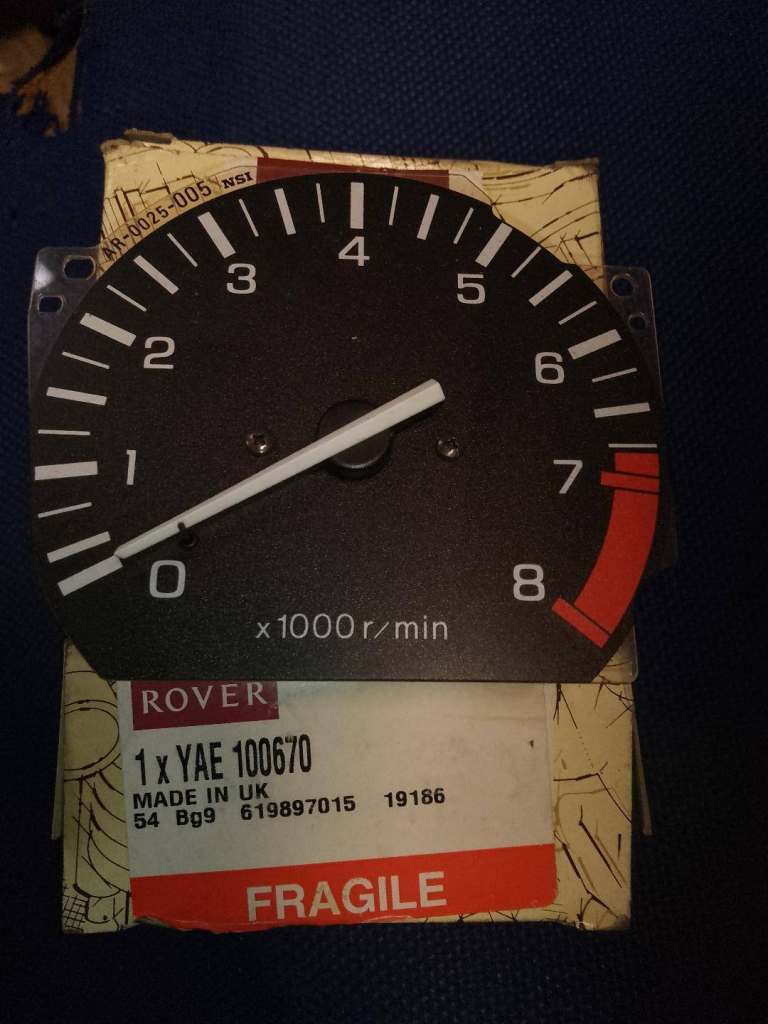 AR-0025-005 NSI
0
1
2
3
4
5
6
7
8
x1000 r/min
ROVER
1 x YAE 100670
MADE IN UK
54 Bg9 619897015 19186
FRAGILE